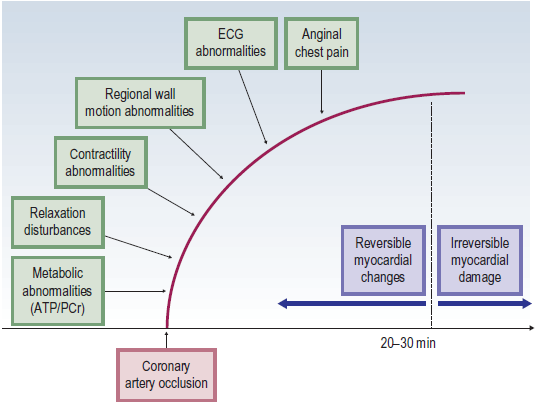 ECG
abnormalities
Anginal
chest pain
Regional wall
motion abnormalities
Contractility
abnormalities
Relaxation
disturbances
Metabolic
abnormalities
(ATP/PCr)
Reversible
myocardial
changes
Irreversible
myocardial
damage
20–30 min
Coronary
artery occlusion